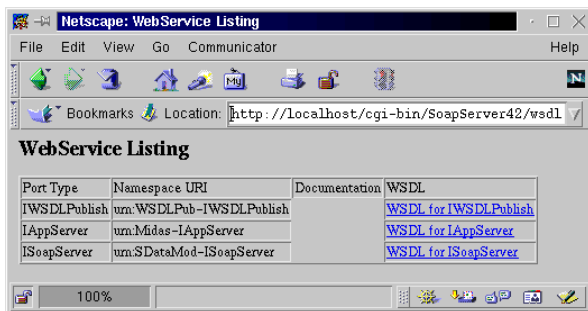 Netscape: WebService Listing
File Edit View Go Communicator Help
My
N
Bookmarks Location: http://localhost/cgi-bin/SoapServer42/wsdl
WebService Listing
Port Type Namespace URI Documentation WSDL
IWSDLPublish urn:WSDLPub-IWSDLPublish WSDL for IWSDLPublish
IAppServer urn:Midas-IAppServer WSDL for IAppServer
ISoapServer urn:SDataMod-ISoapServer WSDL for ISoapServer
100%